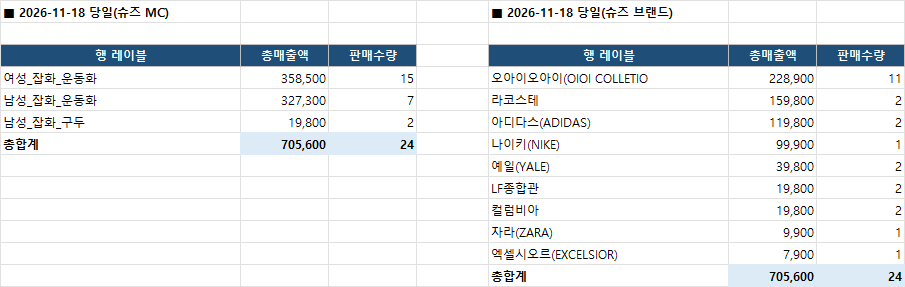 ■ 2026-11-18 당일(슈즈 MC)
행 레이블 총매출액 판매수량
여성_잡화_운동화 358,500 15
남성_잡화_운동화 327,300 7
남성_잡화_구두 19,800 2
총합계 705,600 24
■ 2026-11-18 당일(슈즈 브랜드)
행 레이블 총매출액 판매수량
오아이오아이(OIOI COLLETIO 228,900 11
라코스테 159,800 2
아디다스(ADIDAS) 119,800 2
나이키(NIKE) 99,900 1
예일(YALE) 39,800 2
LF종합관 19,800 2
컬럼비아 19,800 2
자라(ZARA) 9,900 1
엑셀시오르(EXCELSIOR) 7,900 1
총합계 705,600 24